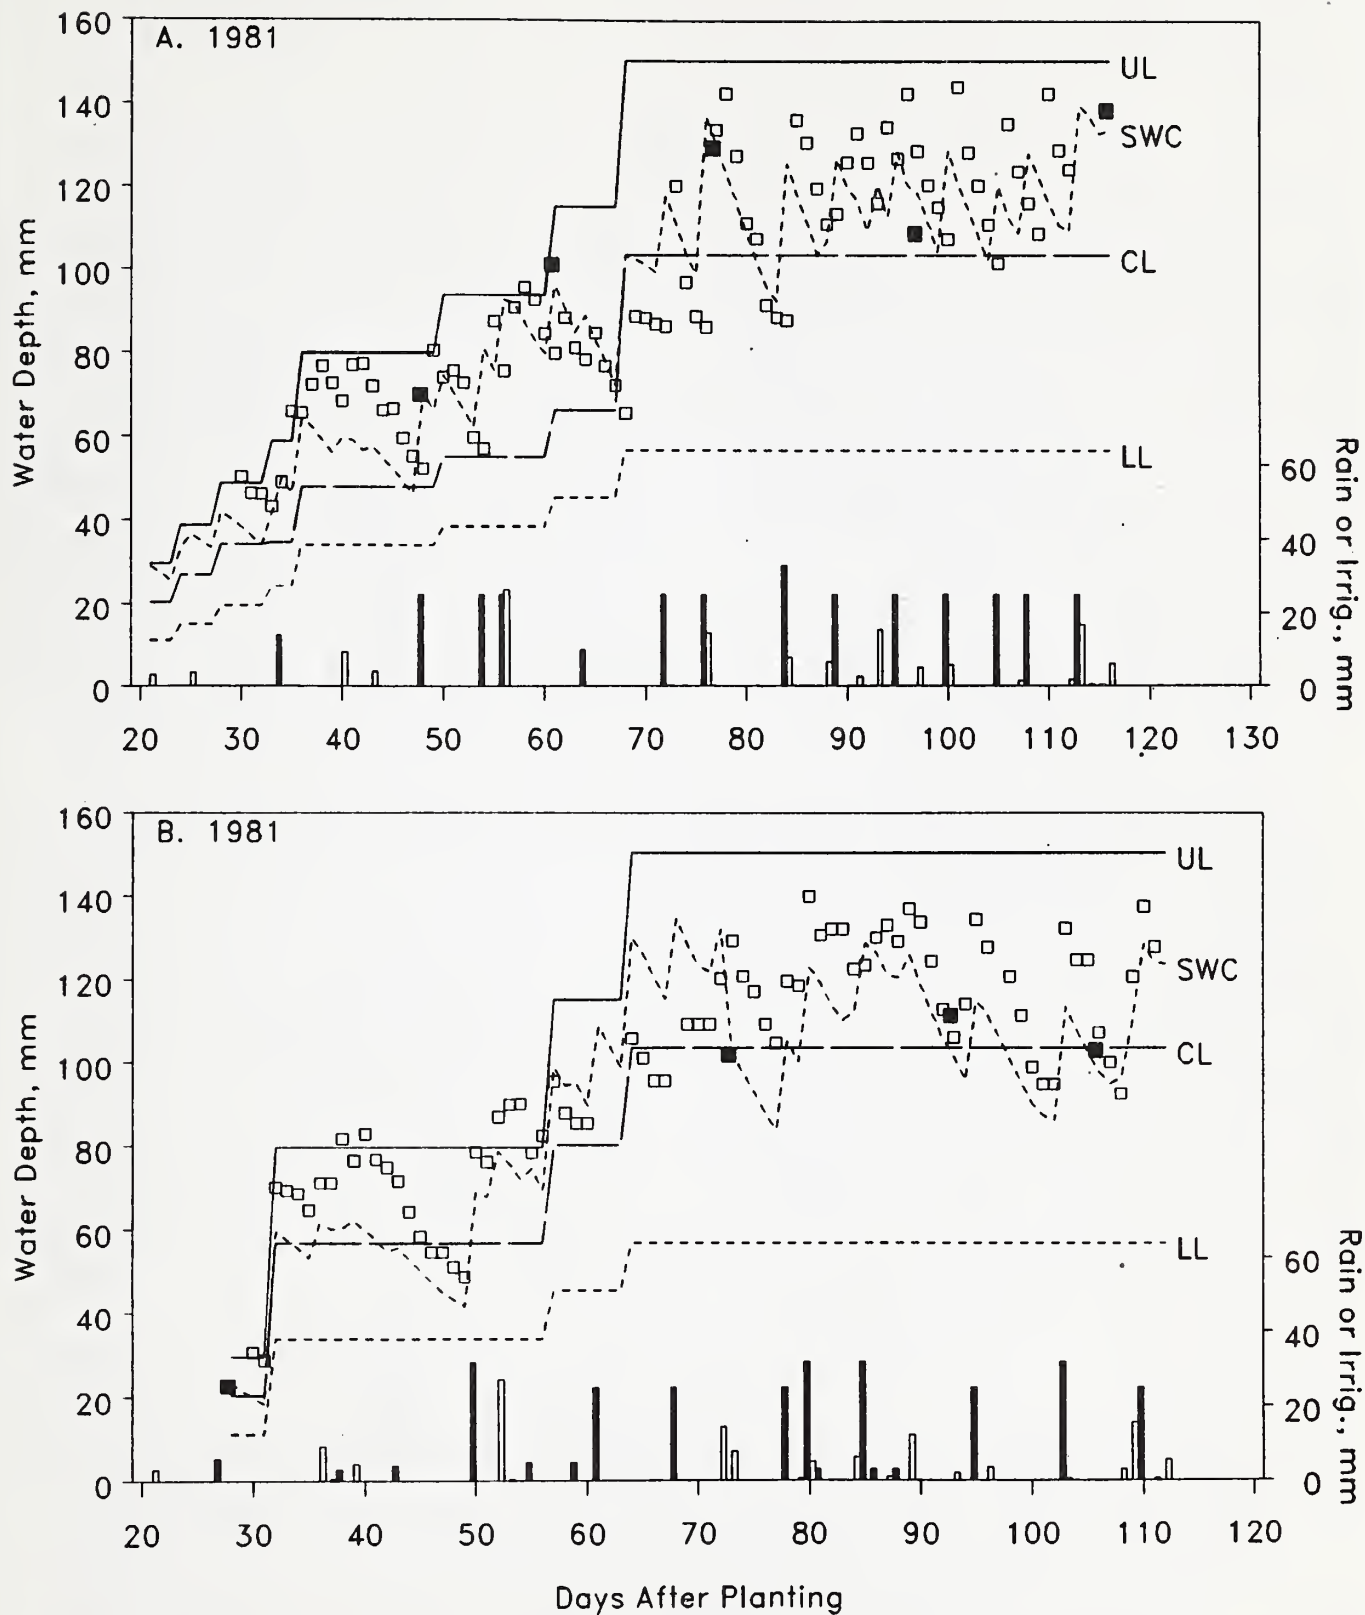 A. 1981
160
140
120
100
80
60
40
20
0
Water Depth, mm
UL
SWC
CL
LL
60
40
20
0
Rain or Irrig., mm
20 30 40 50 60 70 80 90 100 110 120 130
B. 1981
160
140
120
100
80
60
40
20
0
Water Depth, mm
UL
SWC
CL
LL
60
40
20
0
Rain or Irrig., mm
20 30 40 50 60 70 80 90 100 110 120
Days After Planting